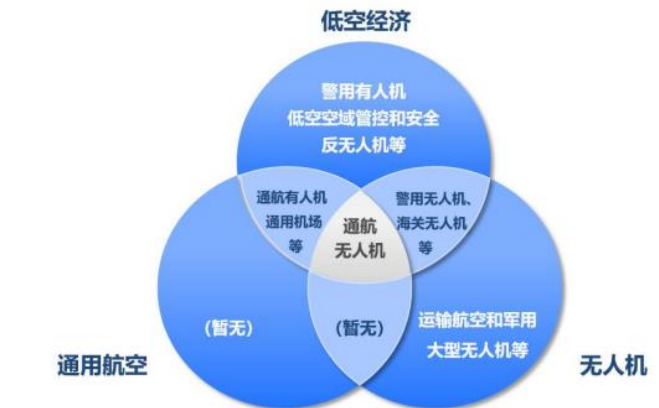 低空经济
警用有人机
低空空域管控和安全
反无人机等
通航有人机
通用机场
等
通航
无人机
警用无人机、
海关无人机
等
(暂无)
(暂无)
运输航空和军用
大型无人机等
通用航空
无人机